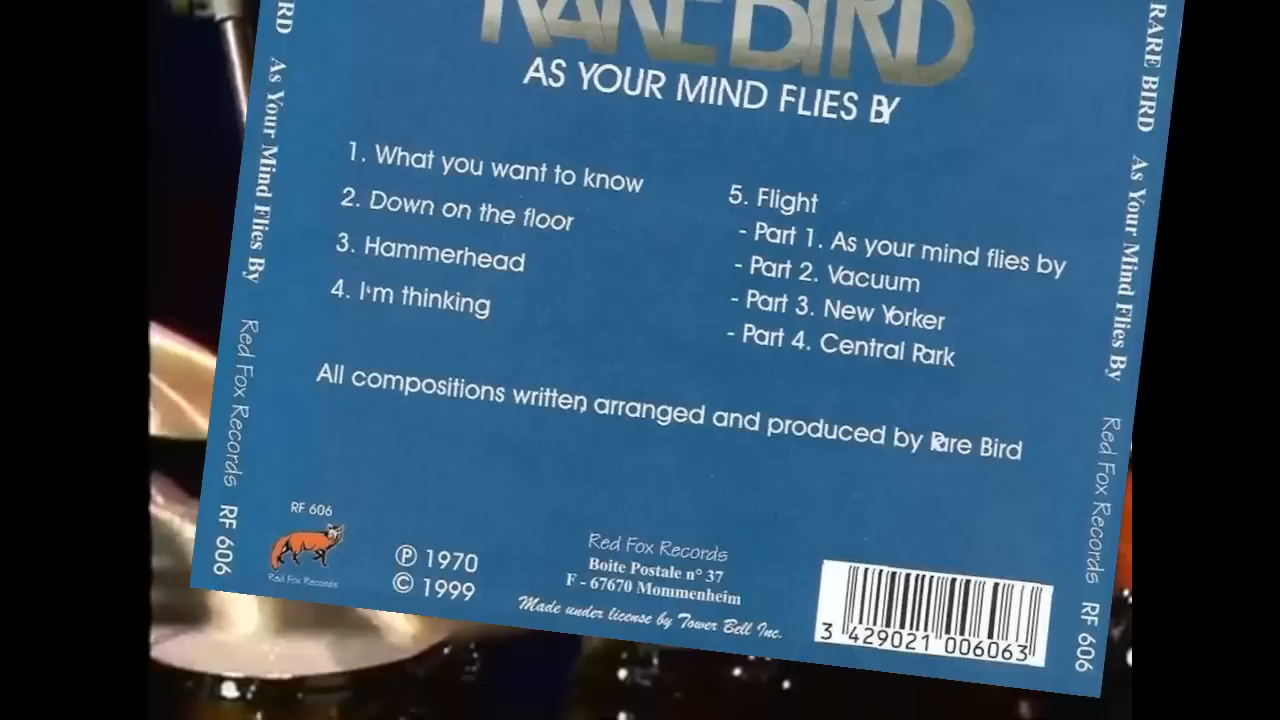 RARE BIRD
AS YOUR MIND FLIES BY
1. What you want to know
2. Down on the floor
3. Hammerhead
4. I'm thinking
5. Flight
- Part 1. As your mind flies by
- Part 2. Vacuum
- Part 3. New Yorker
- Part 4. Central Park
All compositions written, arranged and produced by Rare Bird
RF 606
Red Fox Records
℗ 1970
© 1999
Red Fox Records
Boite Postale n° 37
F - 67670 Mommenheim
Made under license by Tower Bell Inc.
3 429021 006063
RD As Your Mind Flies By Red Fox Records RF 606
RARE BIRD As Your Mind Flies By Red Fox Records RF 606